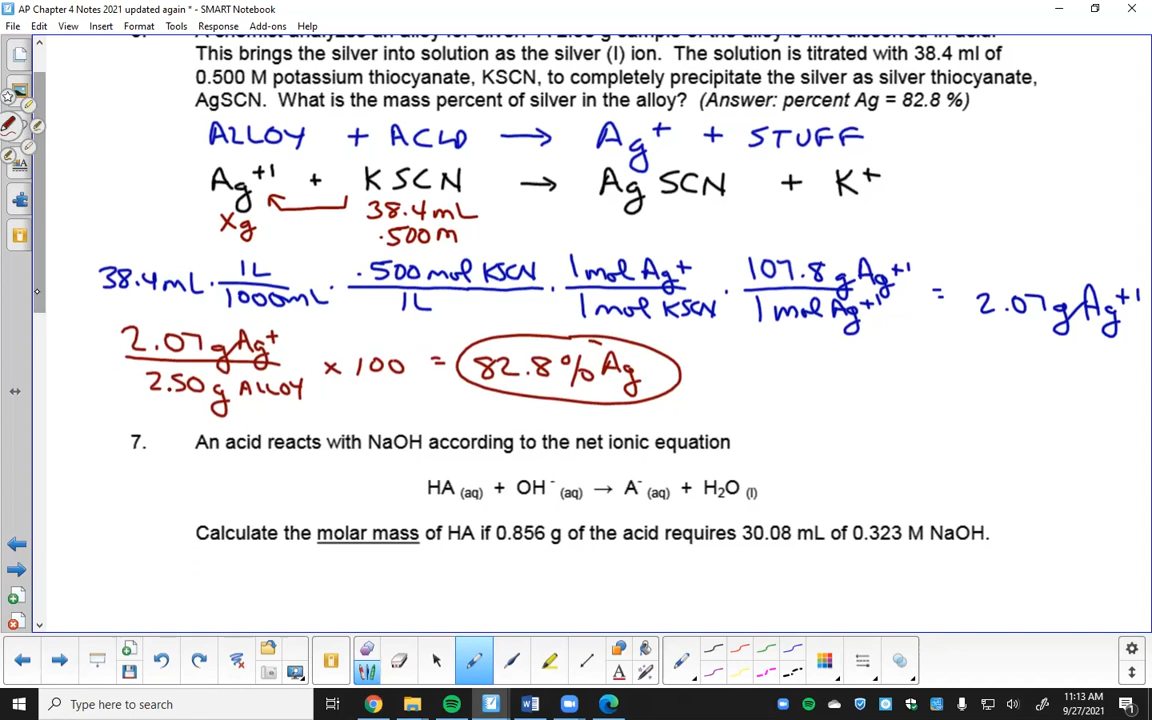 AP Chapter 4 Notes 2021 updated again * - SMART Notebook
File Edit View Insert Format Tools Response Add-ons Help
This brings the silver into solution as the silver (I) ion. The solution is titrated with 38.4 ml of
0.500 M potassium thiocyanate, KSCN, to completely precipitate the silver as silver thiocyanate,
AgSCN. What is the mass percent of silver in the alloy? (Answer: percent Ag = 82.8 %)
ALLOY + ACID → Ag+ + STUFF
Ag+1 + KSCN → AgSCN + K+
Xg 38.4mL
.500M
38.4mL · 1L/1000mL · .500mol KSCN/1L · 1mol Ag+/1mol KSCN · 107.8gAg+1/1molAg+1 = 2.07gAg+1
2.07gAg+/2.50g ALLOY x 100 = 82.8% Ag
7. An acid reacts with NaOH according to the net ionic equation
HA (aq) + OH - (aq) → A- (aq) + H2O (l)
Calculate the molar mass of HA if 0.856 g of the acid requires 30.08 mL of 0.323 M NaOH.
Type here to search
11:13 AM
9/27/2021
1